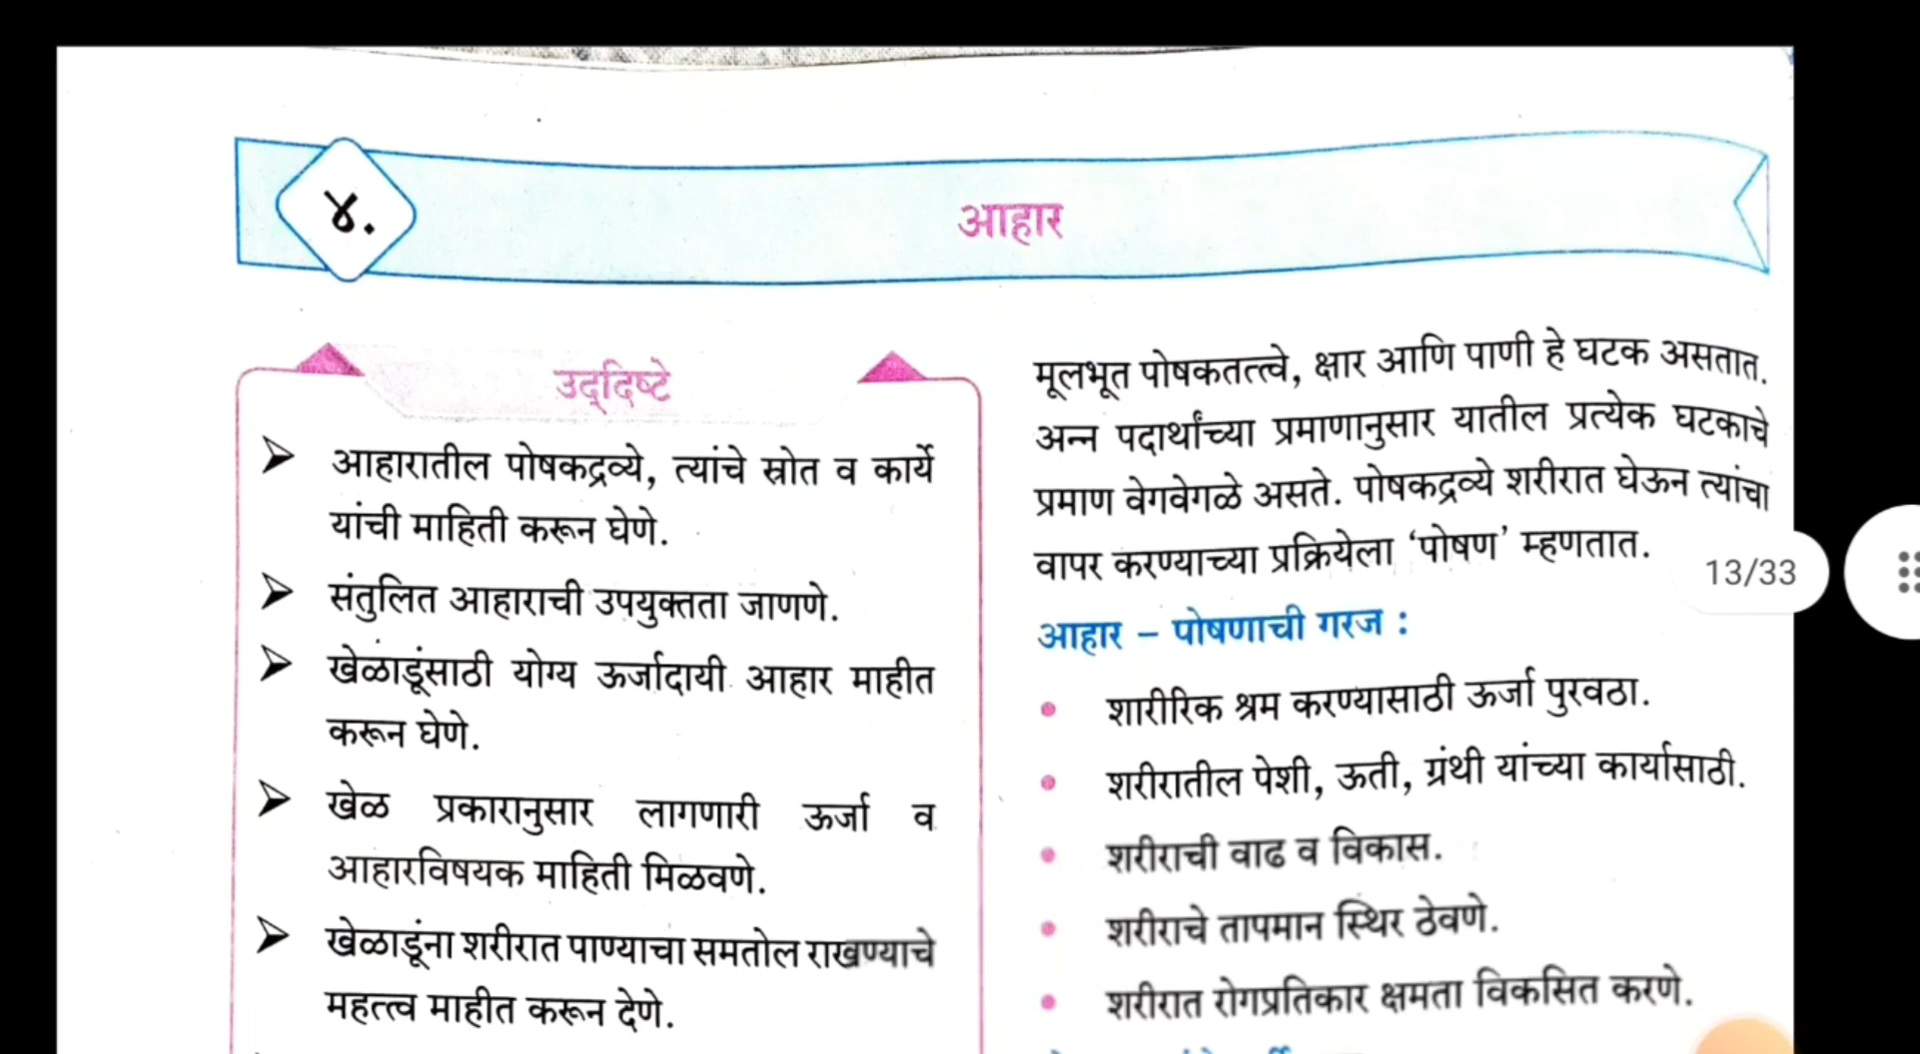 ४.
आहार
उद्‌दिष्टे
➢ आहारातील पोषकद्रव्ये, त्यांचे स्रोत व कार्ये
यांची माहिती करून घेणे.
➢ संतुलित आहाराची उपयुक्तता जाणणे.
➢ खेळाडूंसाठी योग्य ऊर्जादायी आहार माहीत
करून घेणे.
➢ खेळ प्रकारानुसार लागणारी ऊर्जा व
आहारविषयक माहिती मिळवणे.
➢ खेळाडूंना शरीरात पाण्याचा समतोल राखण्याचे
महत्त्व माहीत करून देणे.
मूलभूत पोषकतत्त्वे, क्षार आणि पाणी हे घटक असतात.
अन्न पदार्थांच्या प्रमाणानुसार यातील प्रत्येक घटकाचे
प्रमाण वेगवेगळे असते. पोषकद्रव्ये शरीरात घेऊन त्यांचा
वापर करण्याच्या प्रक्रियेला ‘पोषण’ म्हणतात.
आहार – पोषणाची गरज :
• शारीरिक श्रम करण्यासाठी ऊर्जा पुरवठा.
• शरीरातील पेशी, ऊती, ग्रंथी यांच्या कार्यासाठी.
• शरीराची वाढ व विकास.
• शरीराचे तापमान स्थिर ठेवणे.
• शरीरात रोगप्रतिकार क्षमता विकसित करणे.
13/33